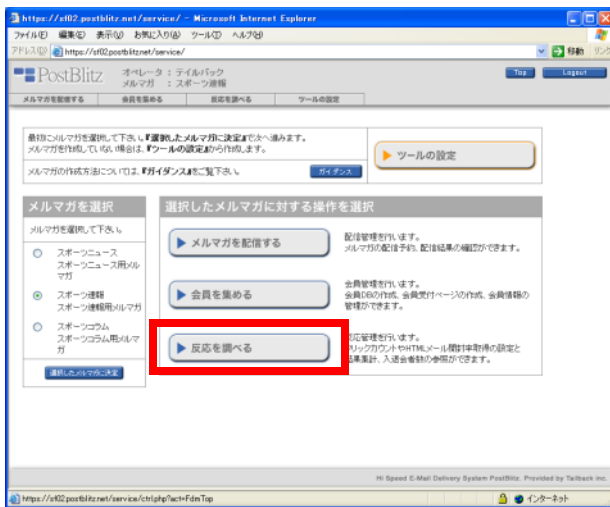 https://sf02.postblitz.net/service/ - Microsoft Internet Explorer
ファイル(F) 編集(E) 表示(V) お気に入り(A) ツール(T) ヘルプ(H)
アドレス(D) https://sf02.postblitz.net/service/ 移動 リンク
PostBlitz オペレータ : テイルバック
メルマガ : スポーツ速報
Top Logout
メルマガを配信する 会員を集める 反応を調べる ツールの設定
最初にメルマガを選択して下さい。『選択したメルマガに決定』で次へ進みます。
メルマガを作成していない場合は、『ツールの設定』から作成します。
ツールの設定
メルマガの作成方法については、『ガイダンス』をご覧下さい。 ガイダンス
メルマガを選択
メルマガを選択して下さい。
スポーツニュース
スポーツニュース用メル
マガ
スポーツ速報
スポーツ速報用メルマガ
スポーツコラム
スポーツコラム用メルマ
ガ
選択したメルマガに決定
選択したメルマガに対する操作を選択
メルマガを配信する
配信管理を行います。
メルマガの配信予約、配信結果の確認ができます。
会員を集める
会員管理を行います。
会員DBの作成、会員受付ページの作成、会員情報の
管理ができます。
反応を調べる
応管理を行います。
リックカウントやHTMLメール開封率取得の設定と
果集計、入退会者数の参照ができます。
Hi Speed E-Mail Delivery System PostBlitz. Provided by Tailback inc.
https://sf02.postblitz.net/service/ctrl.php?act=FdmTop インターネット